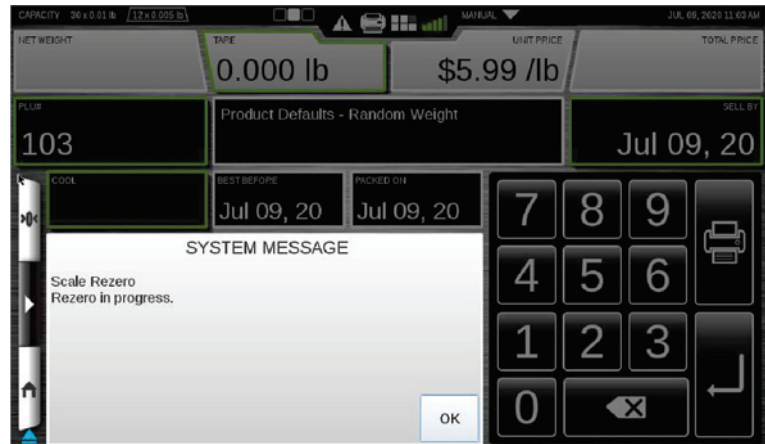 CAPACITY 30 x 0.01 lb 12 x 0.005 lb MANUAL JUL 09, 2020 11:03 AM
NET WEIGHT TARE UNIT PRICE TOTAL PRICE
0.000 lb $5.99 /lb
PLU# SELL BY
103 Product Defaults - Random Weight Jul 09, 20
COOL BEST BEFORE PACKED ON
Jul 09, 20 Jul 09, 20
>0<
7 8 9
SYSTEM MESSAGE
Scale Rezero
Rezero in progress.
4 5 6
1 2 3
OK
0